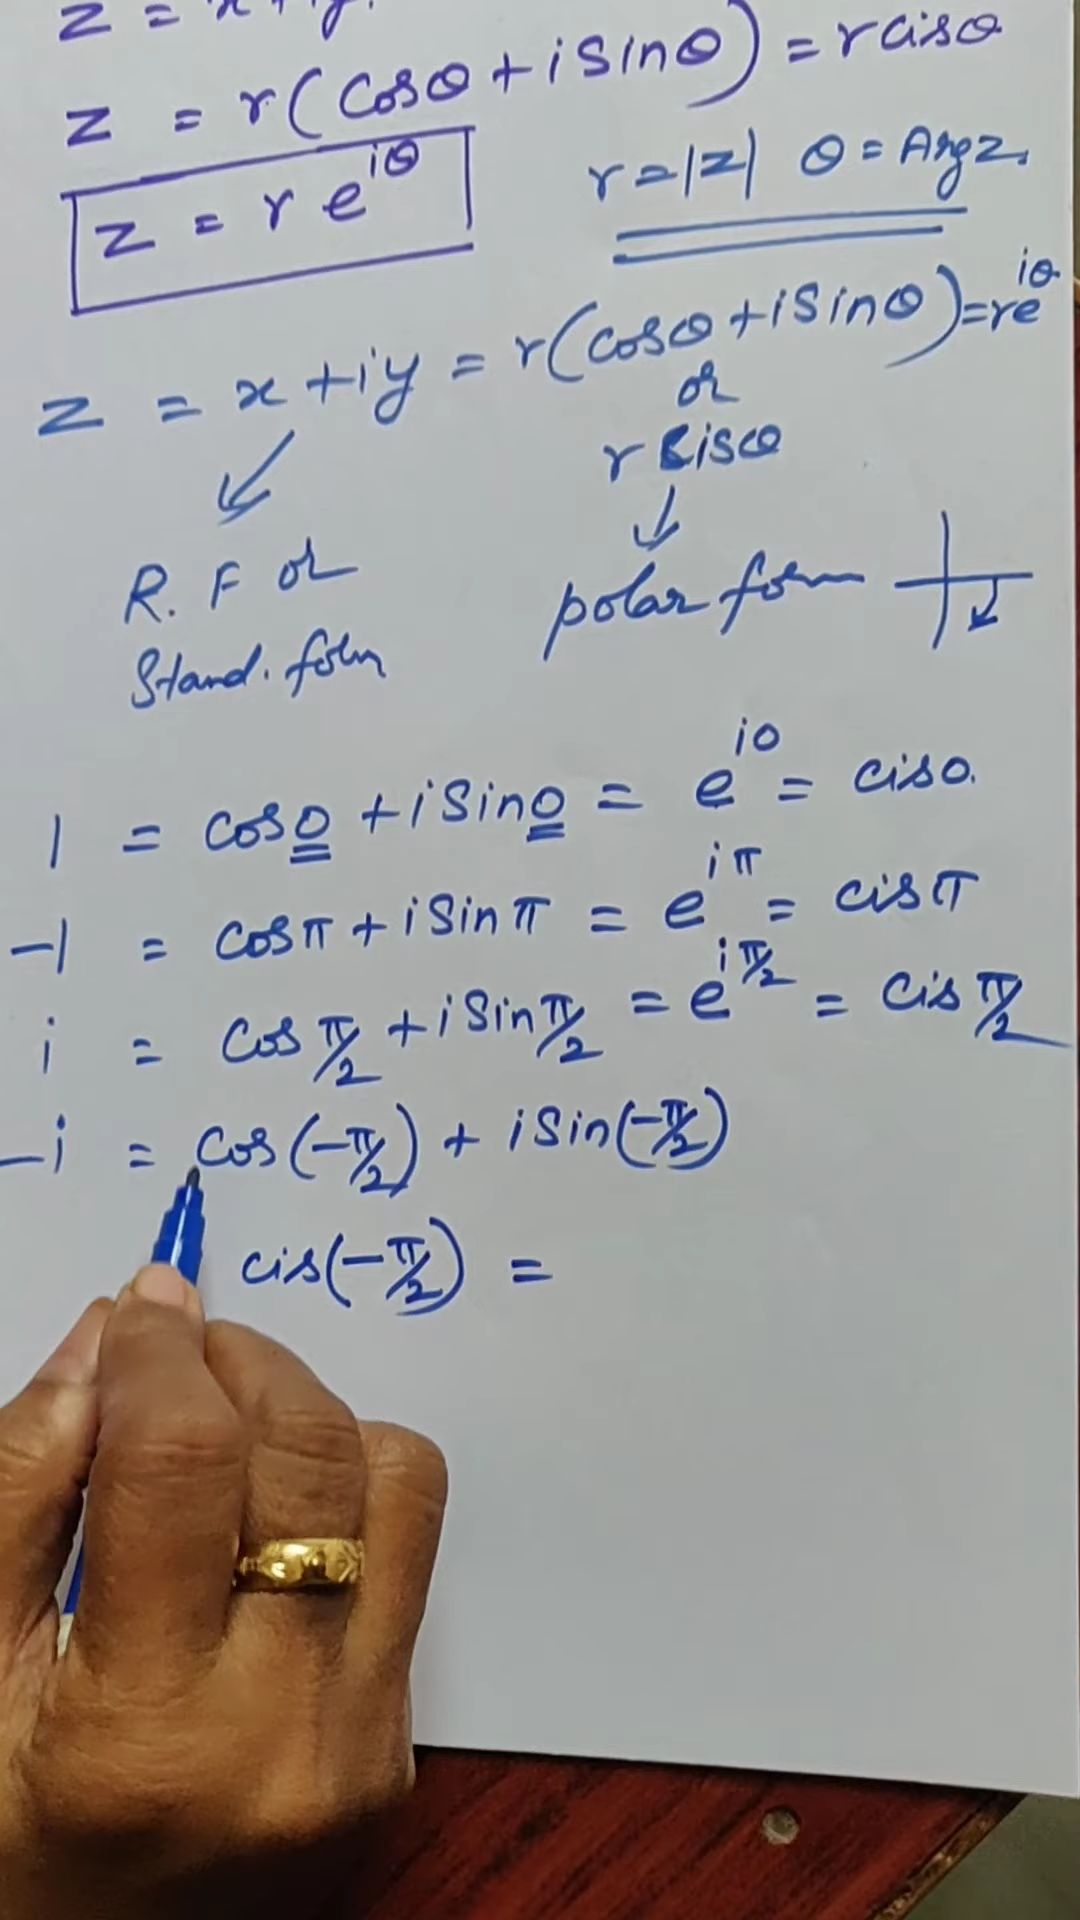 z = x+iy.
z = r(cosθ + i sinθ) = r cisθ
z = r e^{iθ}
r = |z| θ = Arg z.
z = x + iy = r(cosθ + i sinθ) = re^{iθ}
or
r cisθ
R. F or
Stand. form
polar form
1 = cos0 + i sin0 = e^{i0} = cis0.
-1 = cosπ + i sinπ = e^{iπ} = cisπ
i = cos π/2 + i sin π/2 = e^{iπ/2} = cis π/2
-i = cos(-π/2) + i sin(-π/2)
cis(-π/2) =